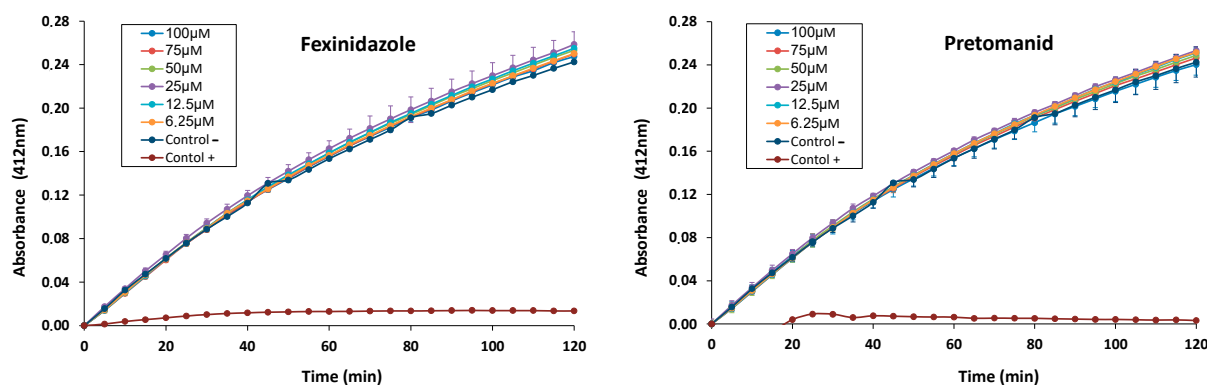 Fexinidazole
100µM
75µM
50µM
25µM
12.5µM
6.25µM
Control –
Contol +
Absorbance (412nm)
0.28
0.24
0.20
0.16
0.12
0.08
0.04
0.00
0 20 40 60 80 100 120
Time (min)
Pretomanid
100µM
75µM
50µM
25µM
12.5µM
6.25µM
Control –
Contol +
Absorbance (412nm)
0.28
0.24
0.20
0.16
0.12
0.08
0.04
0.00
0 20 40 60 80 100 120
Time (min)